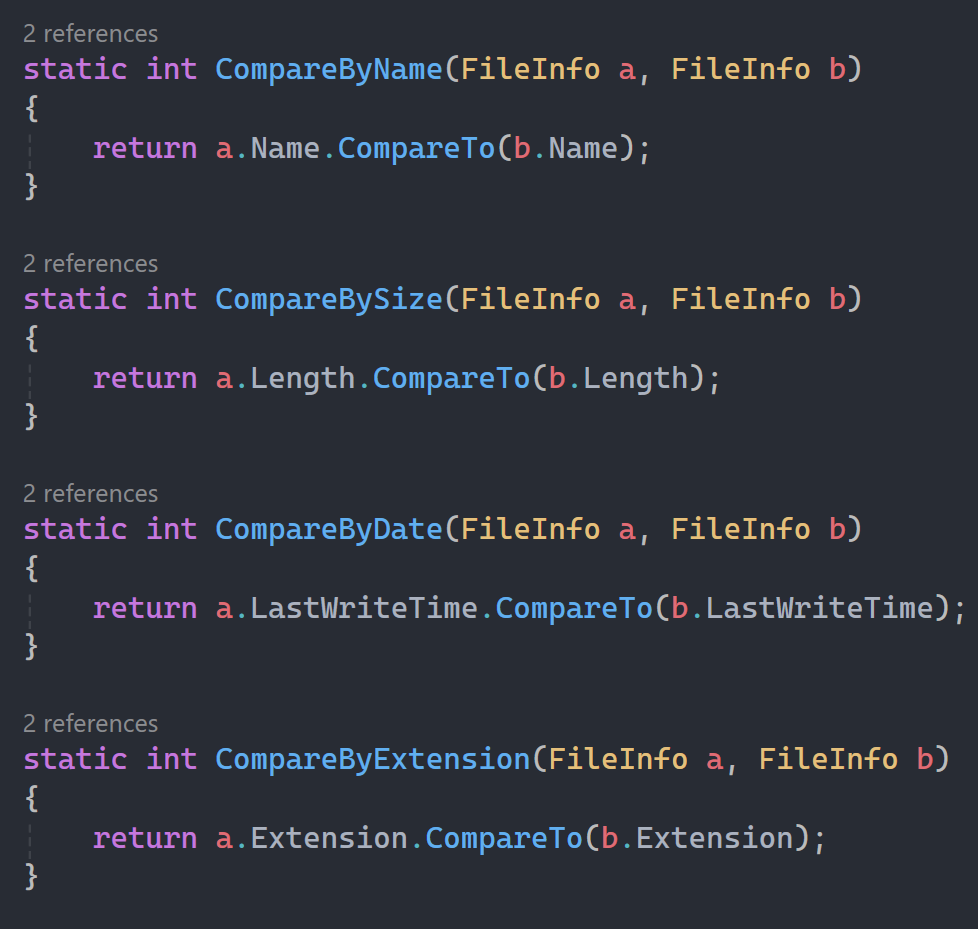 2 references
static int CompareByName(FileInfo a, FileInfo b)
{
    return a.Name.CompareTo(b.Name);
}

2 references
static int CompareBySize(FileInfo a, FileInfo b)
{
    return a.Length.CompareTo(b.Length);
}

2 references
static int CompareByDate(FileInfo a, FileInfo b)
{
    return a.LastWriteTime.CompareTo(b.LastWriteTime);
}

2 references
static int CompareByExtension(FileInfo a, FileInfo b)
{
    return a.Extension.CompareTo(b.Extension);
}